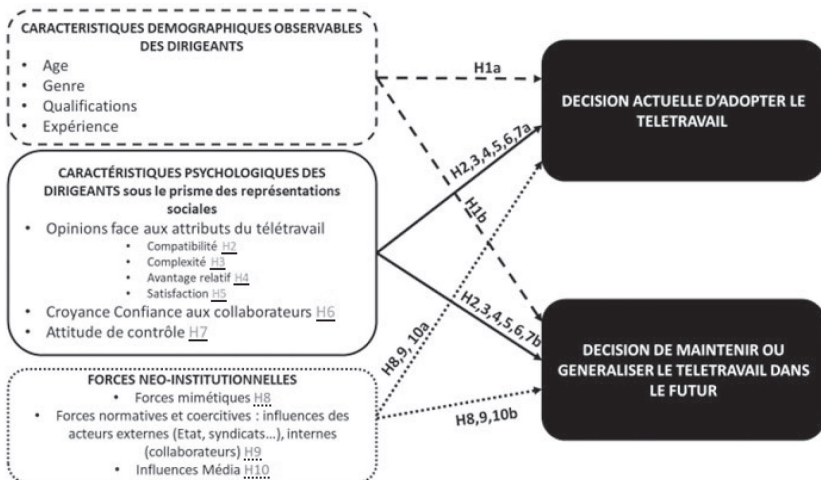 CARACTERISTIQUES DEMOGRAPHIQUES OBSERVABLES
DES DIRIGEANTS
• Age
• Genre
• Qualifications
• Expérience
CARACTÉRISTIQUES PSYCHOLOGIQUES DES
DIRIGEANTS sous le prisme des représentations
sociales
• Opinions face aux attributs du télétravail
• Compatibilité H2
• Complexité H3
• Avantage relatif H4
• Satisfaction H5
• Croyance Confiance aux collaborateurs H6
• Attitude de contrôle H7
FORCES NEO-INSTITUTIONNELLES
• Forces mimétiques H8
• Forces normatives et coercitives : influences des
acteurs externes (Etat, syndicats...), internes
(collaborateurs) H9
• Influences Média H10
H1a
H2,3,4,5,6,7a
H1b
H2,3,4,5,6,7b
H8,9, 10a
H8,9,10b
DECISION ACTUELLE D'ADOPTER LE
TELETRAVAIL
DECISION DE MAINTENIR OU
GENERALISER LE TELETRAVAIL DANS
LE FUTUR